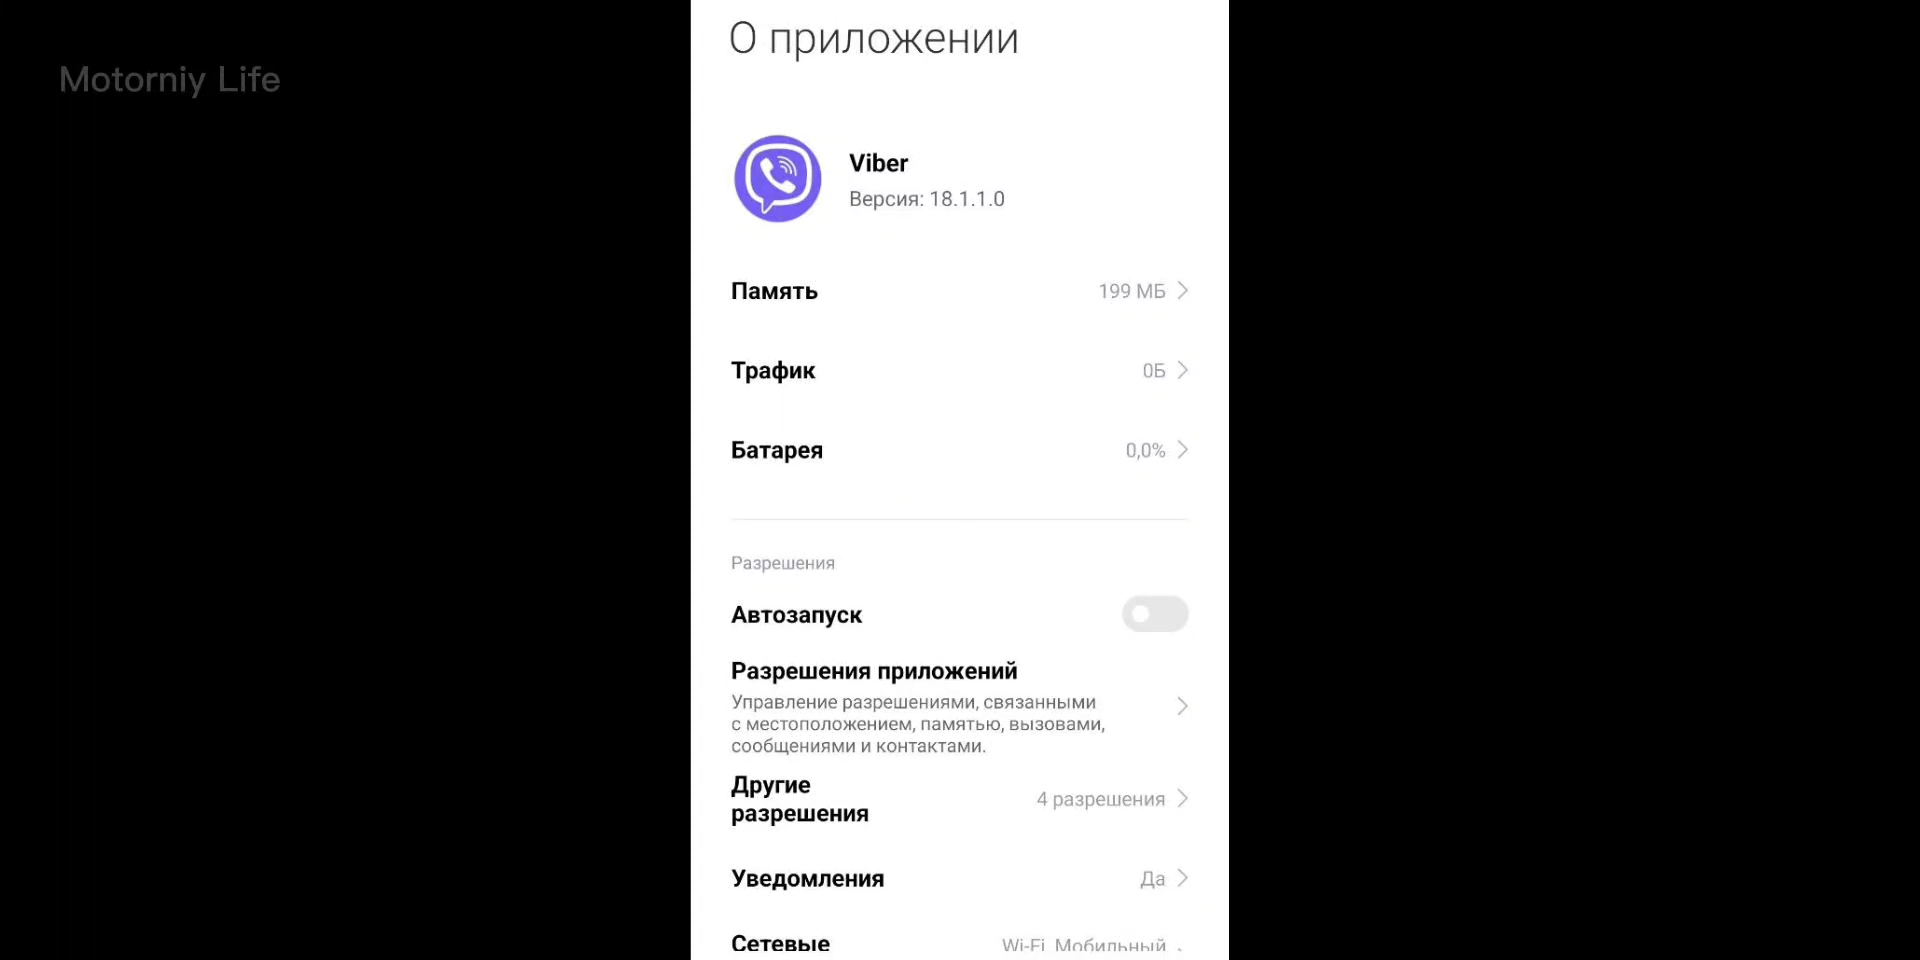 Motorniy Life
О приложении
Viber
Версия: 18.1.1.0
Память 199 МБ
Трафик 0Б
Батарея 0,0%
Разрешения
Автозапуск
Разрешения приложений
Управление разрешениями, связанными
с местоположением, памятью, вызовами,
сообщениями и контактами.
Другие
разрешения 4 разрешения
Уведомления Да
Сетевые Wi-Fi, Мобильный